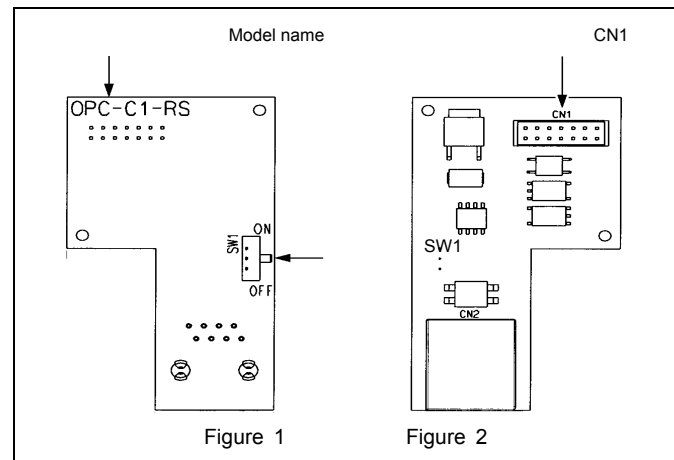 Model name
CN1
OPC-C1-RS
CN1
ON
SW1
OFF
SW1
CN2
Figure 1
Figure 2